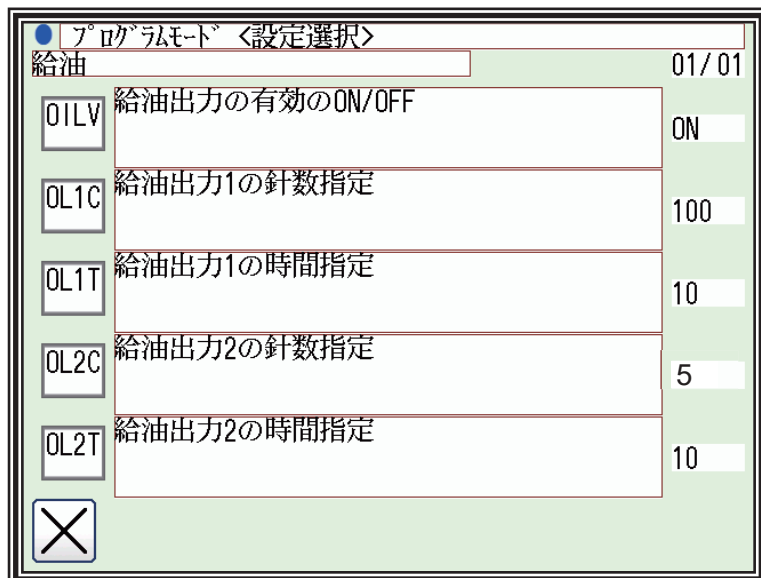 ﾌﾟﾛｸﾞﾗﾑﾓｰﾄﾞ <設定選択>
給油 01/01
OILV 給油出力の有効のON/OFF ON
OL1C 給油出力1の針数指定 100
OL1T 給油出力1の時間指定 10
OL2C 給油出力2の針数指定 5
OL2T 給油出力2の時間指定 10